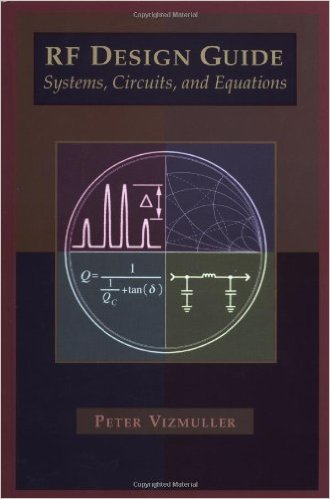 RF DESIGN GUIDE
Systems, Circuits, and Equations
Δ
Q = 1 / (1/Q_C + tan(δ))
PETER VIZMULLER